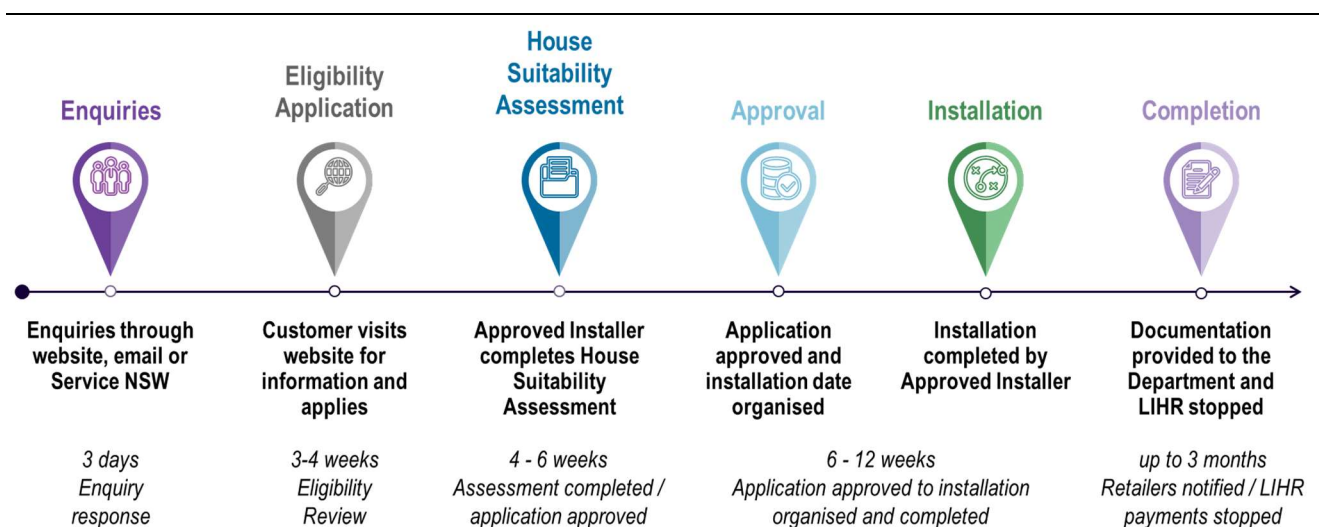 Enquiries
Eligibility
Application
House
Suitability
Assessment
Approval
Installation
Completion
Enquiries through
website, email or
Service NSW
Customer visits
website for
information and
applies
Approved Installer
completes House
Suitability
Assessment
Application
approved and
installation date
organised
Installation
completed by
Approved Installer
Documentation
provided to the
Department and
LIHR stopped
3 days
Enquiry
response
3-4 weeks
Eligibility
Review
4 - 6 weeks
Assessment completed /
application approved
6 - 12 weeks
Application approved to installation
organised and completed
up to 3 months
Retailers notified / LIHR
payments stopped